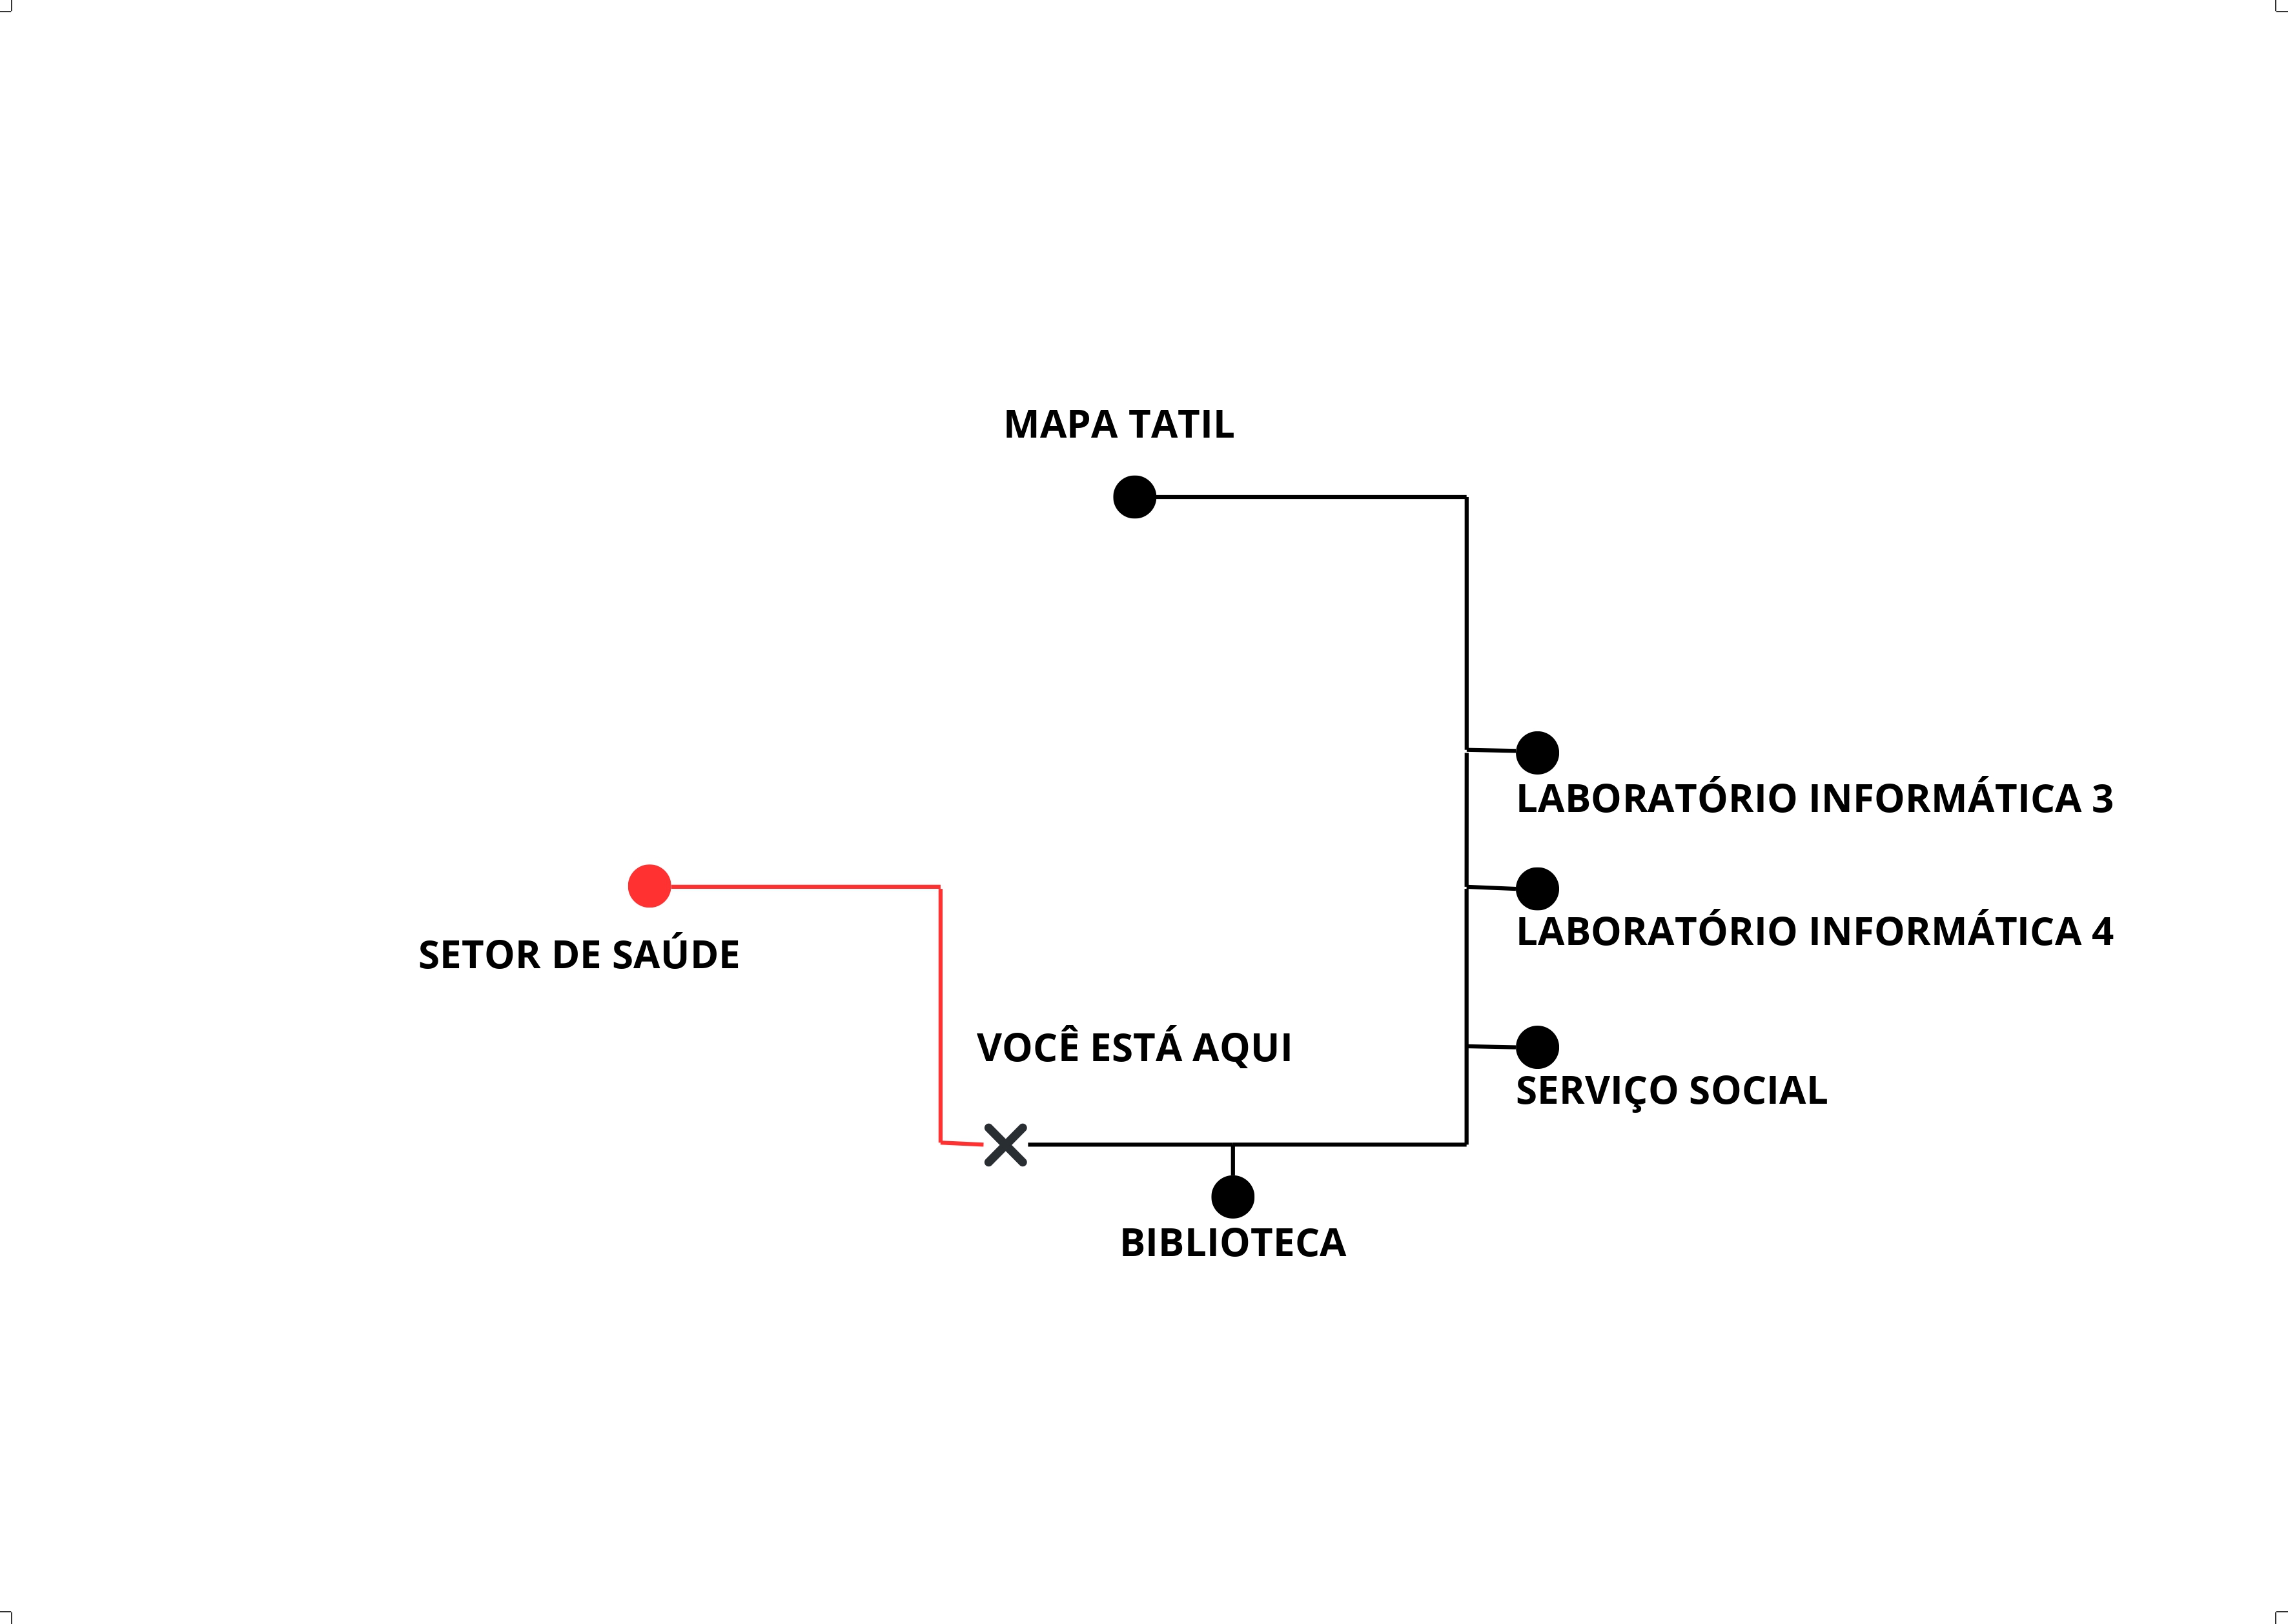 MAPA TATIL
LABORATÓRIO INFORMÁTICA 3
LABORATÓRIO INFORMÁTICA 4
SETOR DE SAÚDE
VOCÊ ESTÁ AQUI
SERVIÇO SOCIAL
BIBLIOTECA